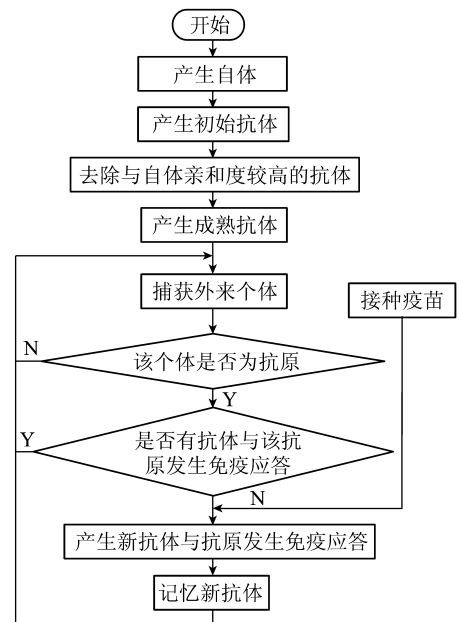 开始
产生自体
产生初始抗体
去除与自体亲和度较高的抗体
产生成熟抗体
捕获外来个体
接种疫苗
N
该个体是否为抗原
Y
Y
是否有抗体与该抗
原发生免疫应答
N
产生新抗体与抗原发生免疫应答
记忆新抗体